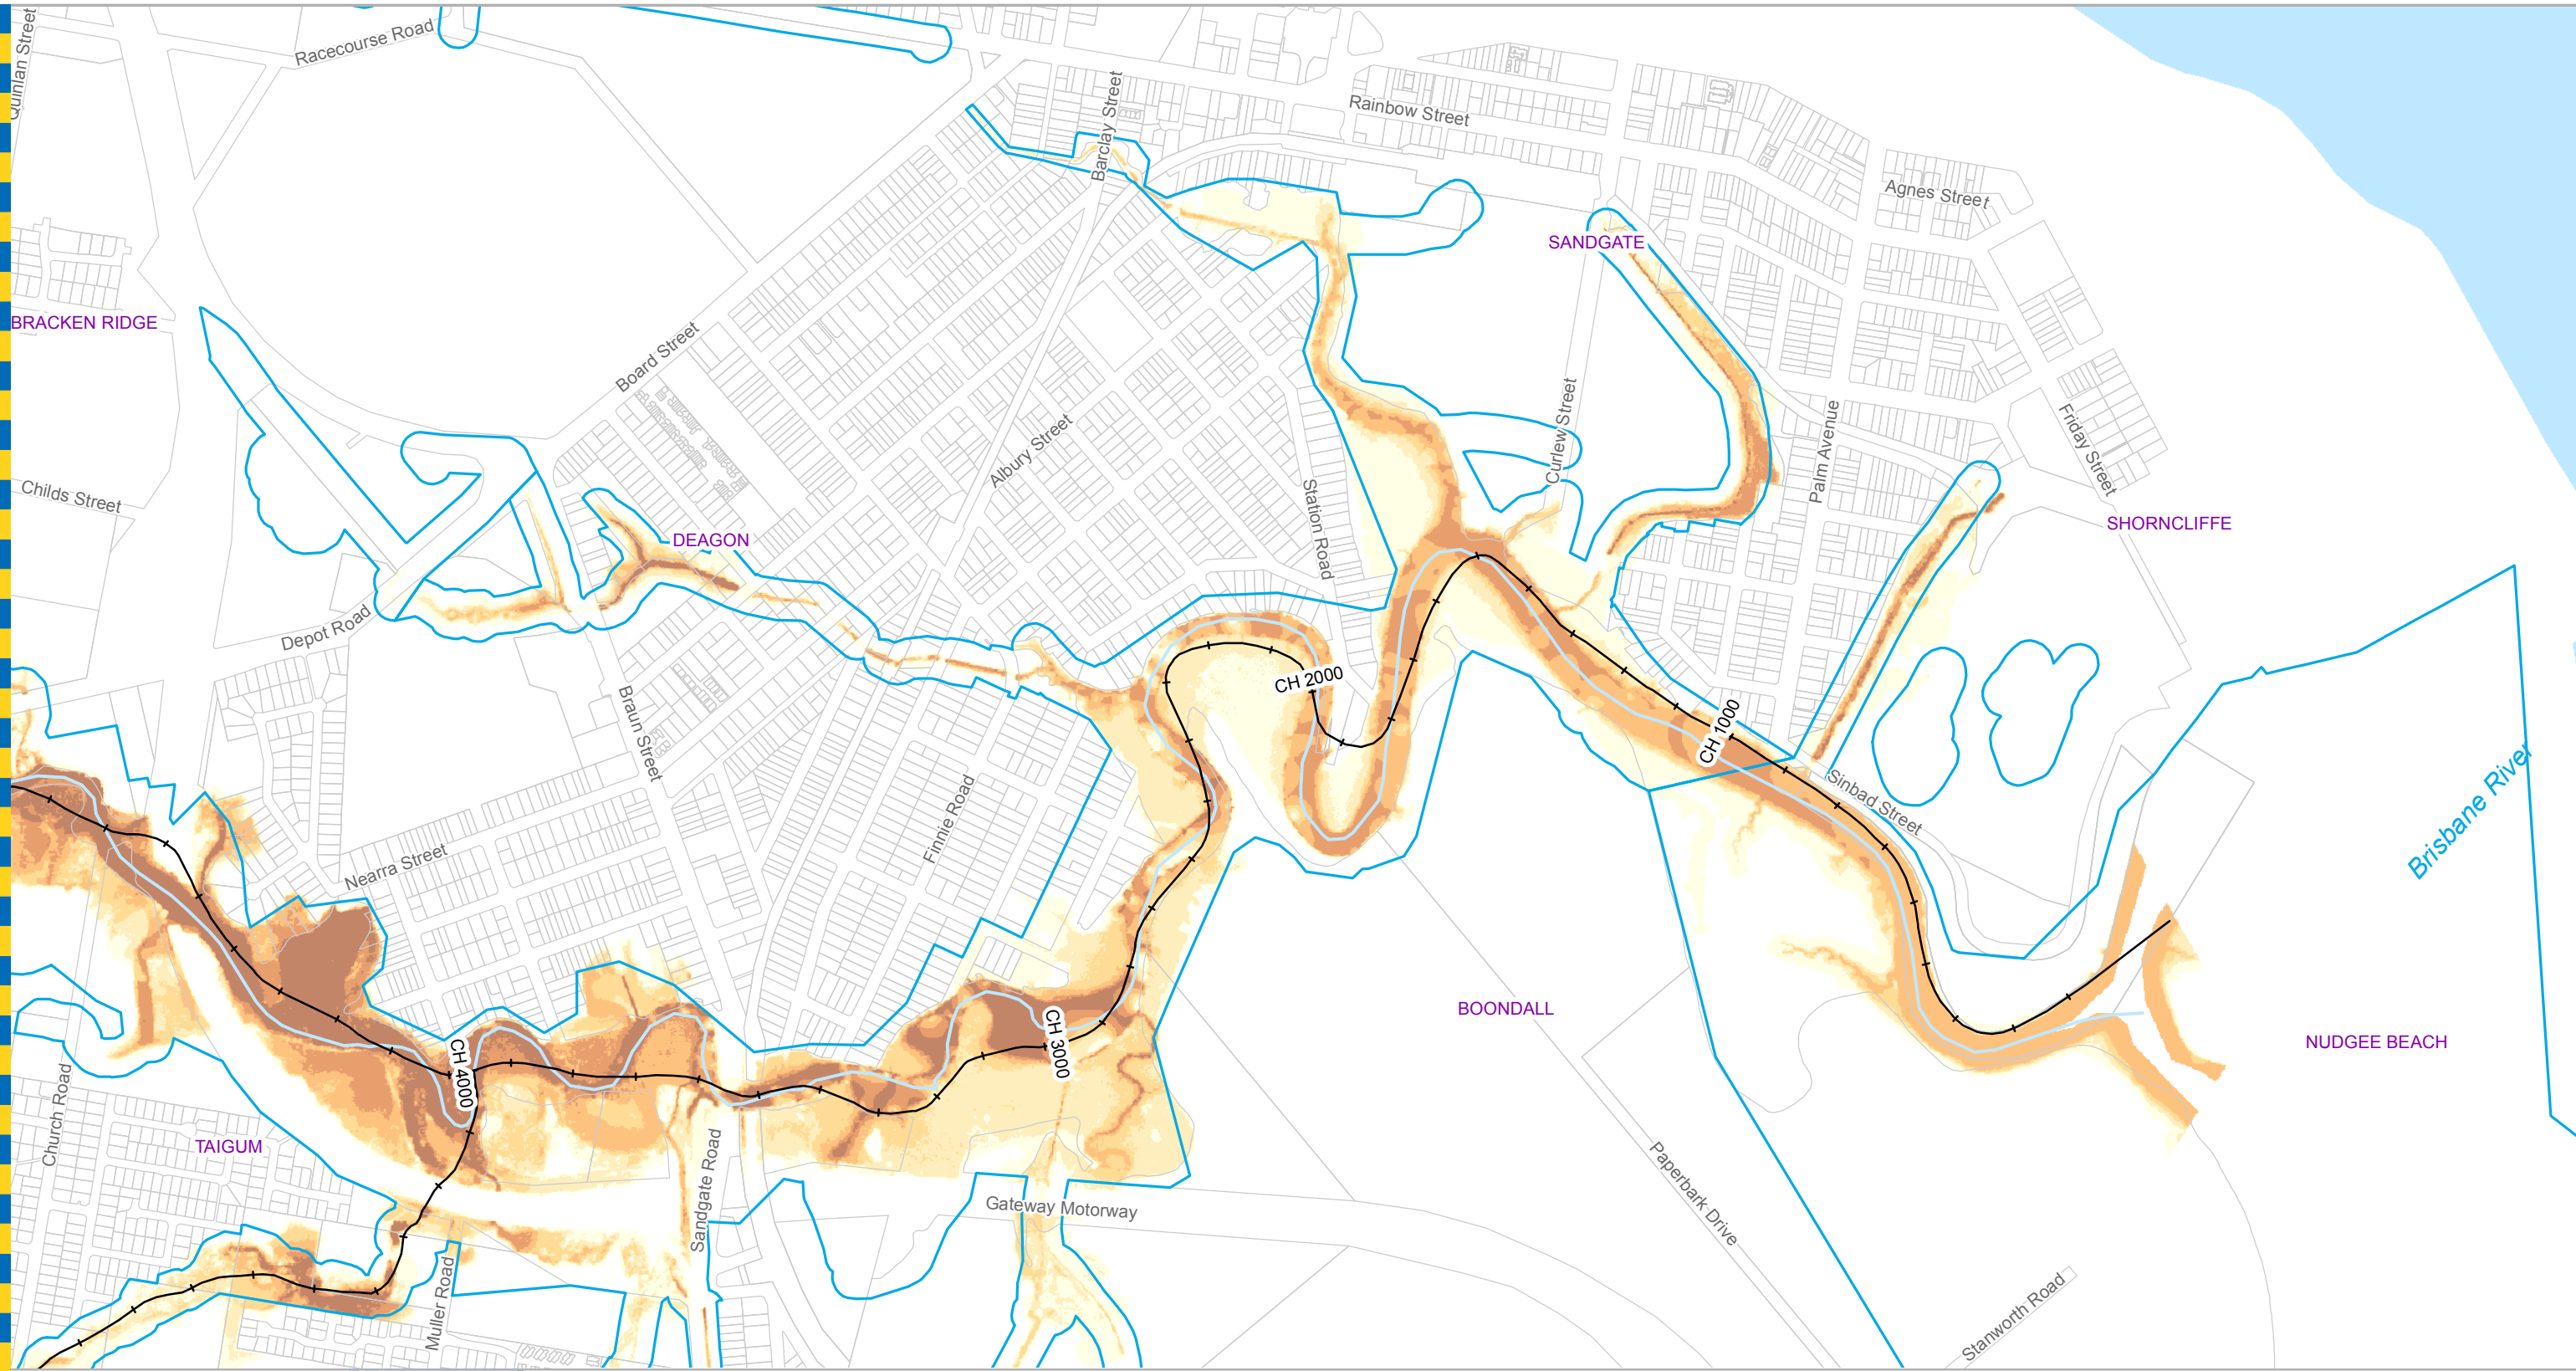 Quinlan Street
Racecourse Road
Barclay Street
Rainbow Street
Agnes Street
SANDGATE
BRACKEN RIDGE
Board Street
Albury Street
Curlew Street
Palm Avenue
Friday Street
Childs Street
Station Road
DEAGON
SHORNCLIFFE
Depot Road
Braun Street
CH 2000
CH 1000
Sinbad Street
Brisbane River
Finnie Road
Nearra Street
BOONDALL
NUDGEE BEACH
CH 3000
CH 4000
Church Road
TAIGUM
Sandgate Road
Gateway Motorway
Paperbark Drive
Muller Road
Stanworth Road